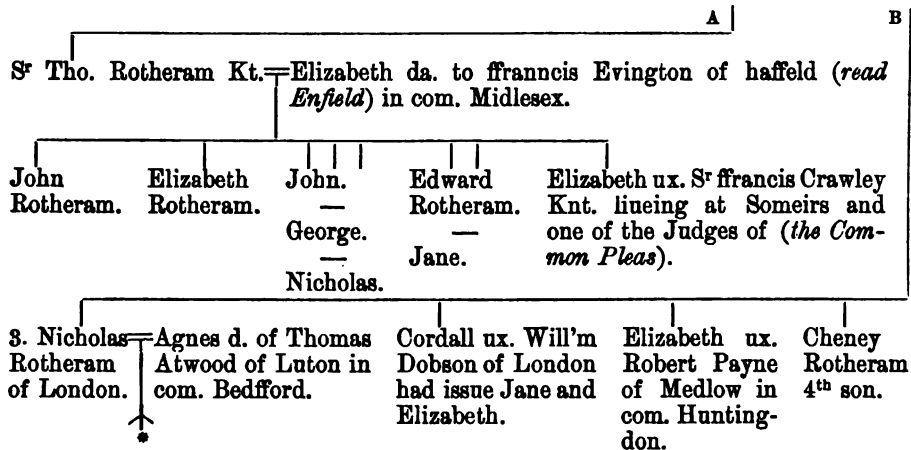 A B
Sr Tho. Rotheram Kt.=Elizabeth da. to ffranncis Evington of haffeld (read
Enfield) in com. Midlesex.
John
Rotheram.
Elizabeth
Rotheram.
John.
—
George.
—
Nicholas.
Edward
Rotheram.
—
Jane.
Elizabeth ux. Sr ffrancis Crawley
Knt. liueing at Someirs and
one of the Judges of (the Com-
mon Pleas).
3. Nicholas=Agnes d. of Thomas
Rotheram Atwood of Luton in
of London. com. Bedfford.
*
Cordall ux. Will'm
Dobson of London
had issue Jane and
Elizabeth.
Elizabeth ux.
Robert Payne
of Medlow in
com. Hunting-
don.
Cheney
Rotheram
4th son.